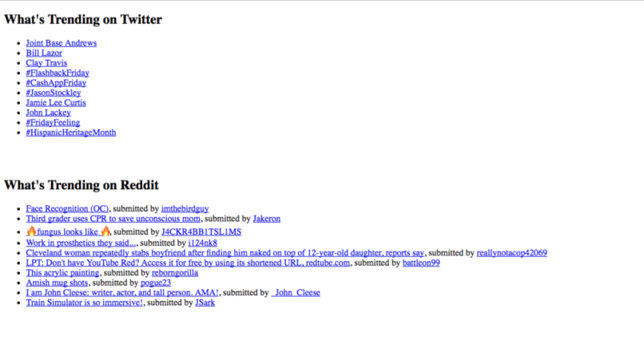 What's Trending on Twitter
Joint Base Andrews
Bill Lazor
Clay Travis
#FlashbackFriday
#CashAppFriday
#JasonStockley
Jamie Lee Curtis
John Lackey
#FridayFeeling
#HispanicHeritageMonth
What's Trending on Reddit
Face Recognition (OC), submitted by imthebirdguy
Third grader uses CPR to save unconscious mom, submitted by Jakeron
🔥fungus looks like 🔥, submitted by J4CKR4BB1TSL1MS
Work in prosthetics they said..., submitted by i124nk8
Cleveland woman repeatedly stabs boyfriend after finding him naked on top of 12-year-old daughter, reports say, submitted by reallynotacop42069
LPT: Don't have YouTube Red? Access it for free by using its shortened URL, redtube.com, submitted by battleon99
This acrylic painting, submitted by reborngorilla
Amish mug shots, submitted by pogue23
I am John Cleese: writer, actor, and tall person. AMA!, submitted by _John_Cleese
Train Simulator is so immersive!, submitted by JSark